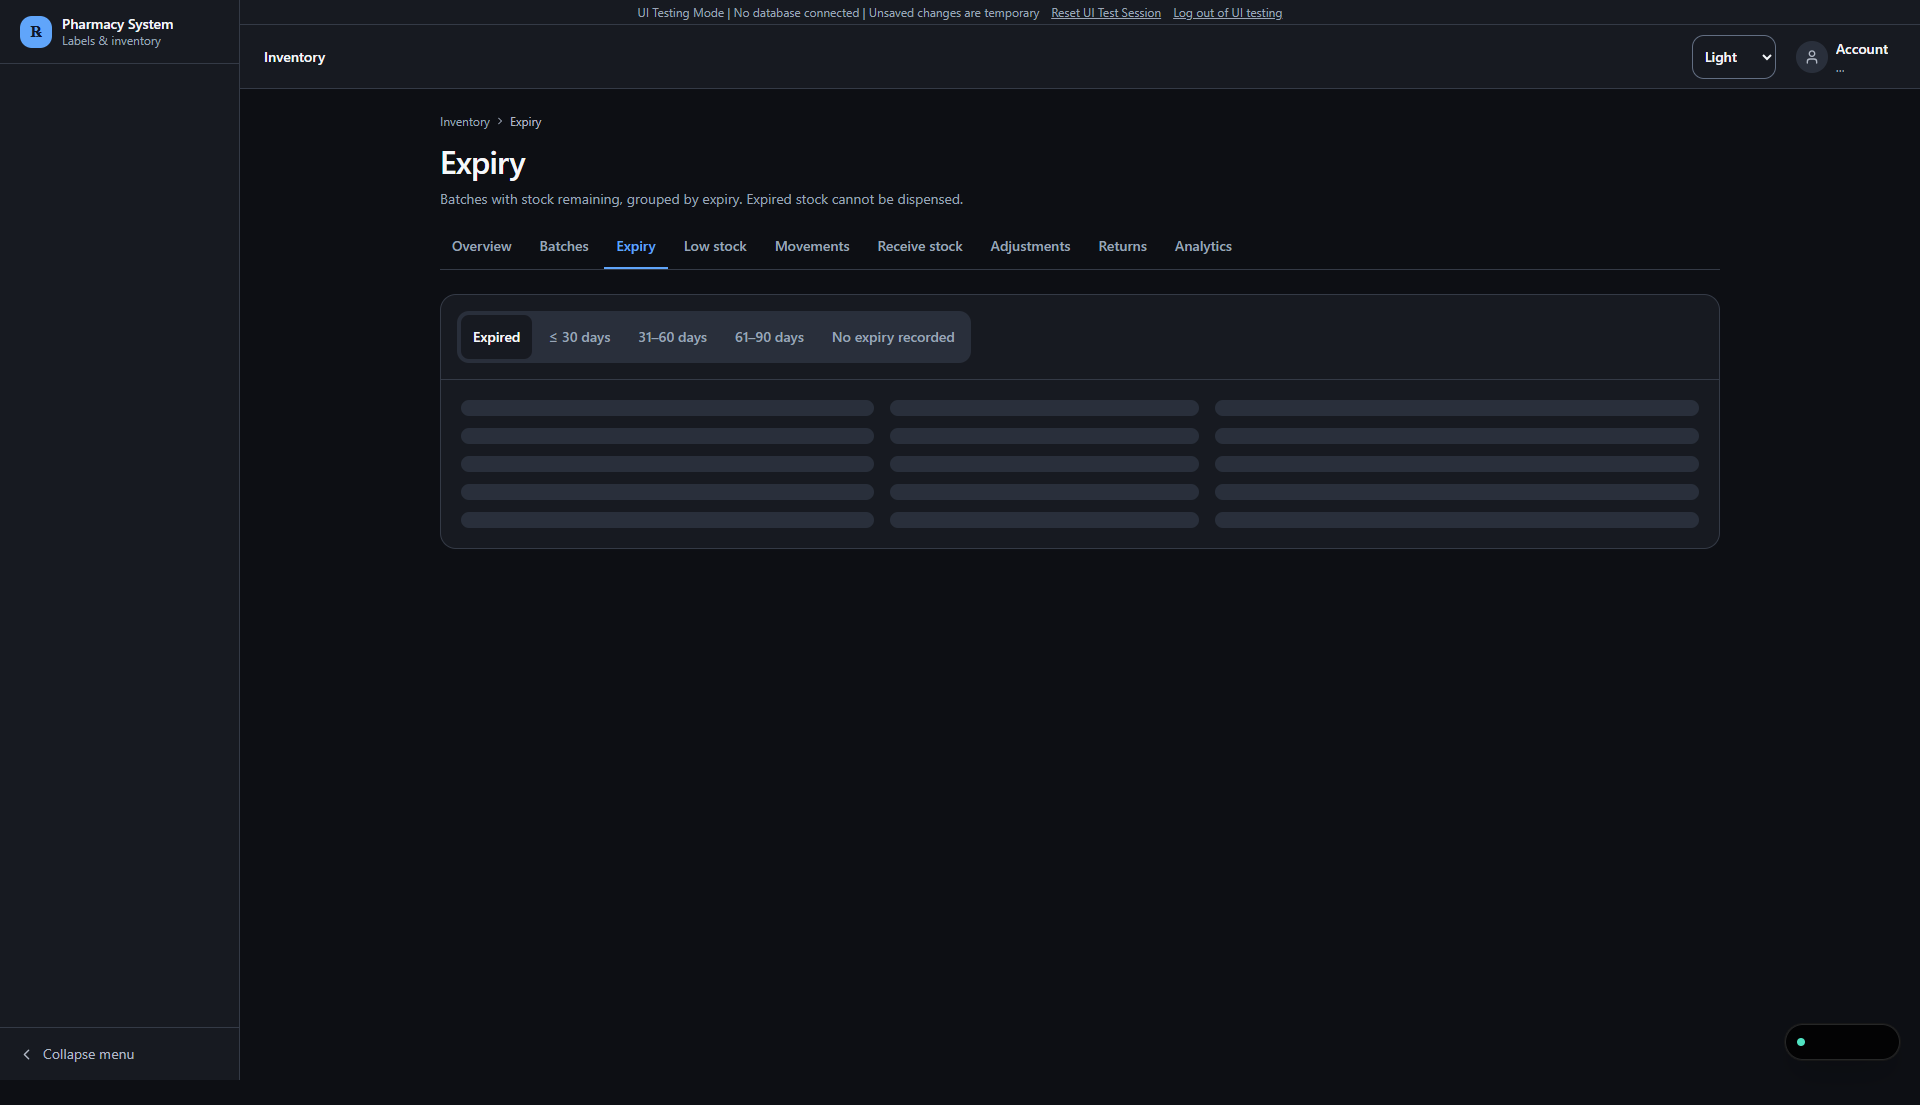 UI Testing Mode | No database connected | Unsaved changes are temporary Reset UI Test Session Log out of UI testing
℞
Pharmacy System
Labels & inventory
Inventory
Light
Account
...
Inventory > Expiry
Expiry
Batches with stock remaining, grouped by expiry. Expired stock cannot be dispensed.
Overview Batches Expiry Low stock Movements Receive stock Adjustments Returns Analytics
Expired ≤ 30 days 31–60 days 61–90 days No expiry recorded
Collapse menu